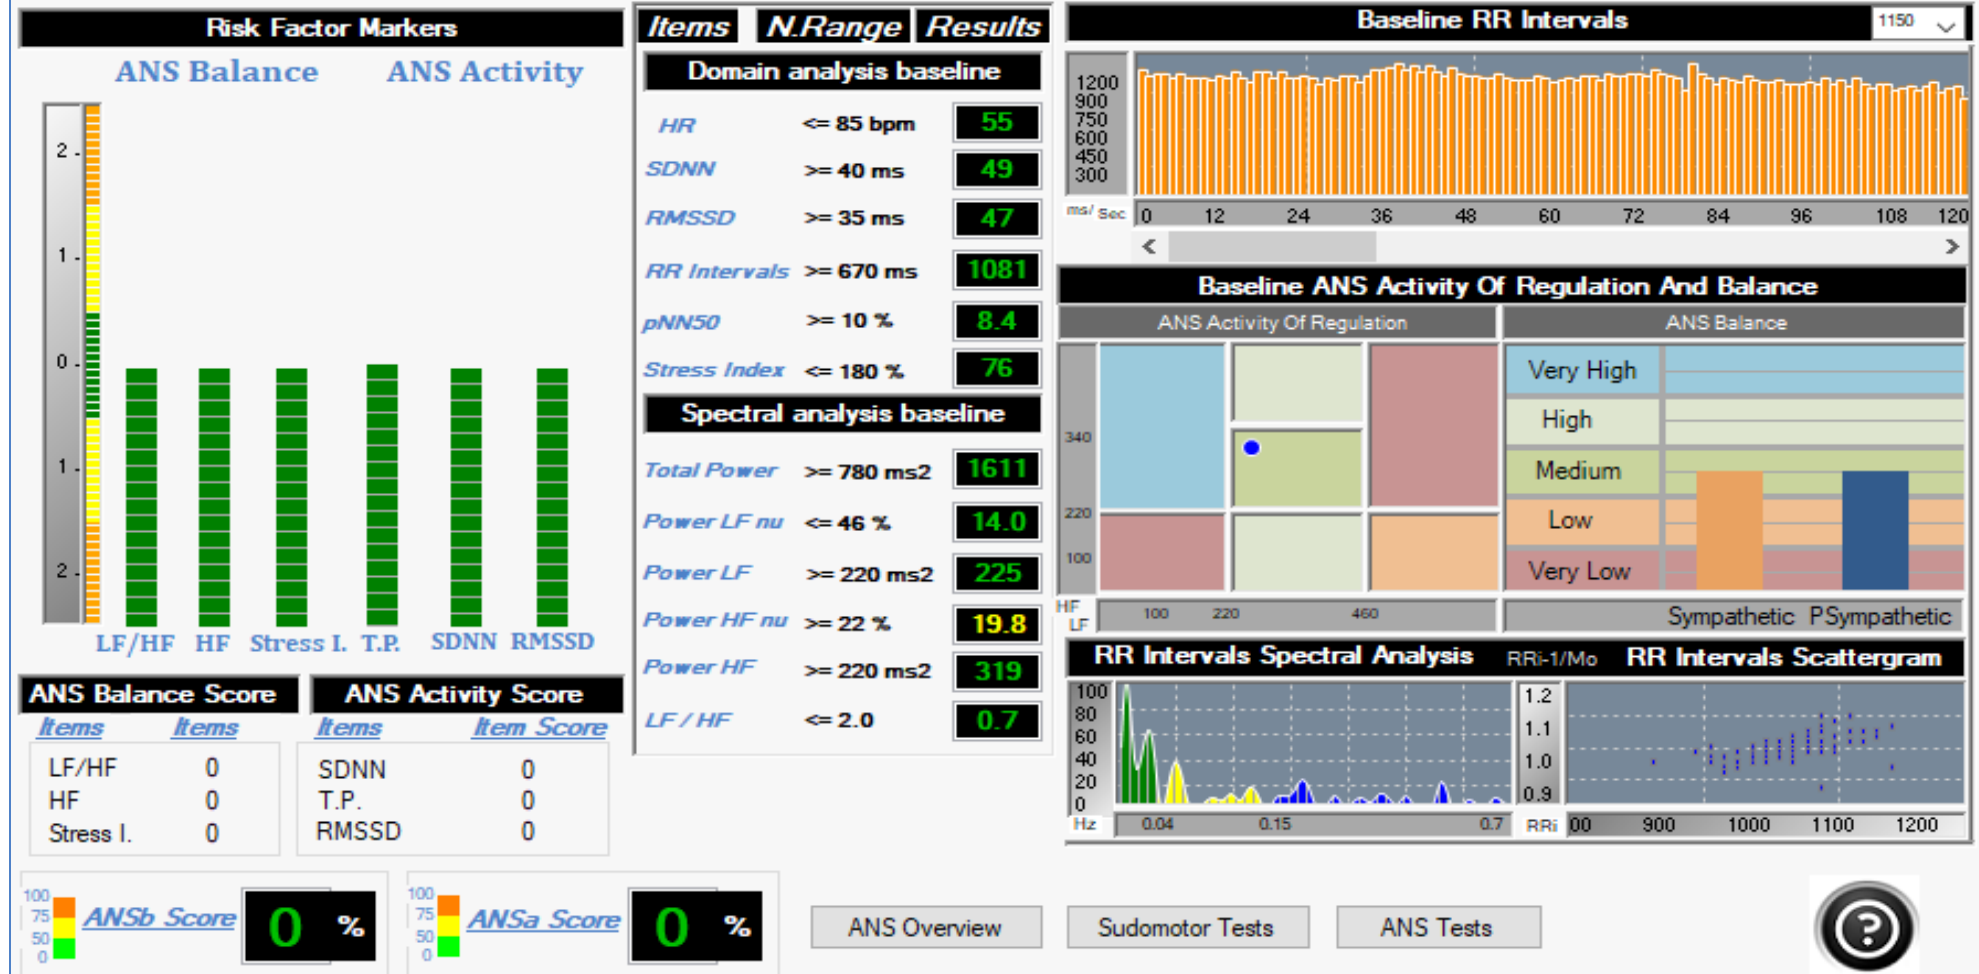 Risk Factor Markers
ANS Balance ANS Activity
2
1
0
1
2
LF/HF HF Stress I. T.P. SDNN RMSSD
ANS Balance Score
Items Items
LF/HF 0
HF 0
Stress I. 0
ANS Activity Score
Items Item Score
SDNN 0
T.P. 0
RMSSD 0
100
75
50
0
ANSb Score 0 %
100
75
50
0
ANSa Score 0 %
Items N.Range Results
Domain analysis baseline
HR <= 85 bpm 55
SDNN >= 40 ms 49
RMSSD >= 35 ms 47
RR Intervals >= 670 ms 1081
pNN50 >= 10 % 8.4
Stress Index <= 180 % 76
Spectral analysis baseline
Total Power >= 780 ms2 1611
Power LF nu <= 46 % 14.0
Power LF >= 220 ms2 225
Power HF nu >= 22 % 19.8
Power HF >= 220 ms2 319
LF / HF <= 2.0 0.7
Baseline RR Intervals 1150
1200
900
750
600
450
300
ms/ Sec 0 12 24 36 48 60 72 84 96 108 120
Baseline ANS Activity Of Regulation And Balance
ANS Activity Of Regulation
340
220
100
HF
LF
100 220 460
ANS Balance
Very High
High
Medium
Low
Very Low
Sympathetic PSympathetic
RR Intervals Spectral Analysis
100
80
60
40
20
0
Hz 0.04 0.15 0.7
RRi-1/Mo RR Intervals Scattergram
1.2
1.1
1.0
0.9
RRi 00 900 1000 1100 1200
ANS Overview Sudomotor Tests ANS Tests
?